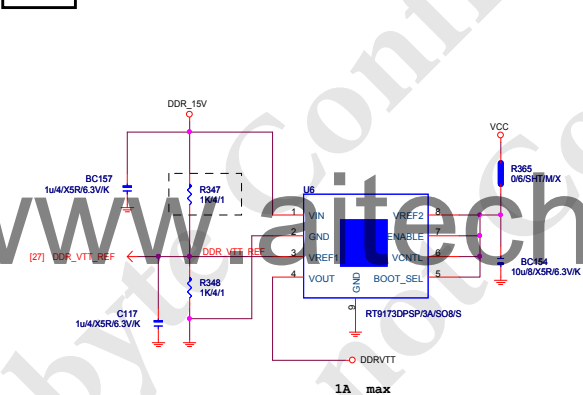 DDR_15V
VCC
BC157
1u/4/X5R/6.3V/K
R347
1K/4/1
R365
0/6/SHT/M/X
U6
1 VIN VREF2 8
2 GND ENABLE 7
3 VREF1 VCNTL 6
4 VOUT BOOT_SEL 5
GND
9
[27] DDR_VTT_REF
DDR_VTT_REF
R348
1K/4/1
BC154
10u/8/X5R/6.3V/K
C117
1u/4/X5R/6.3V/K
RT9173DPSP/3A/SO8/S
DDRVTT
1A max
www.aitech